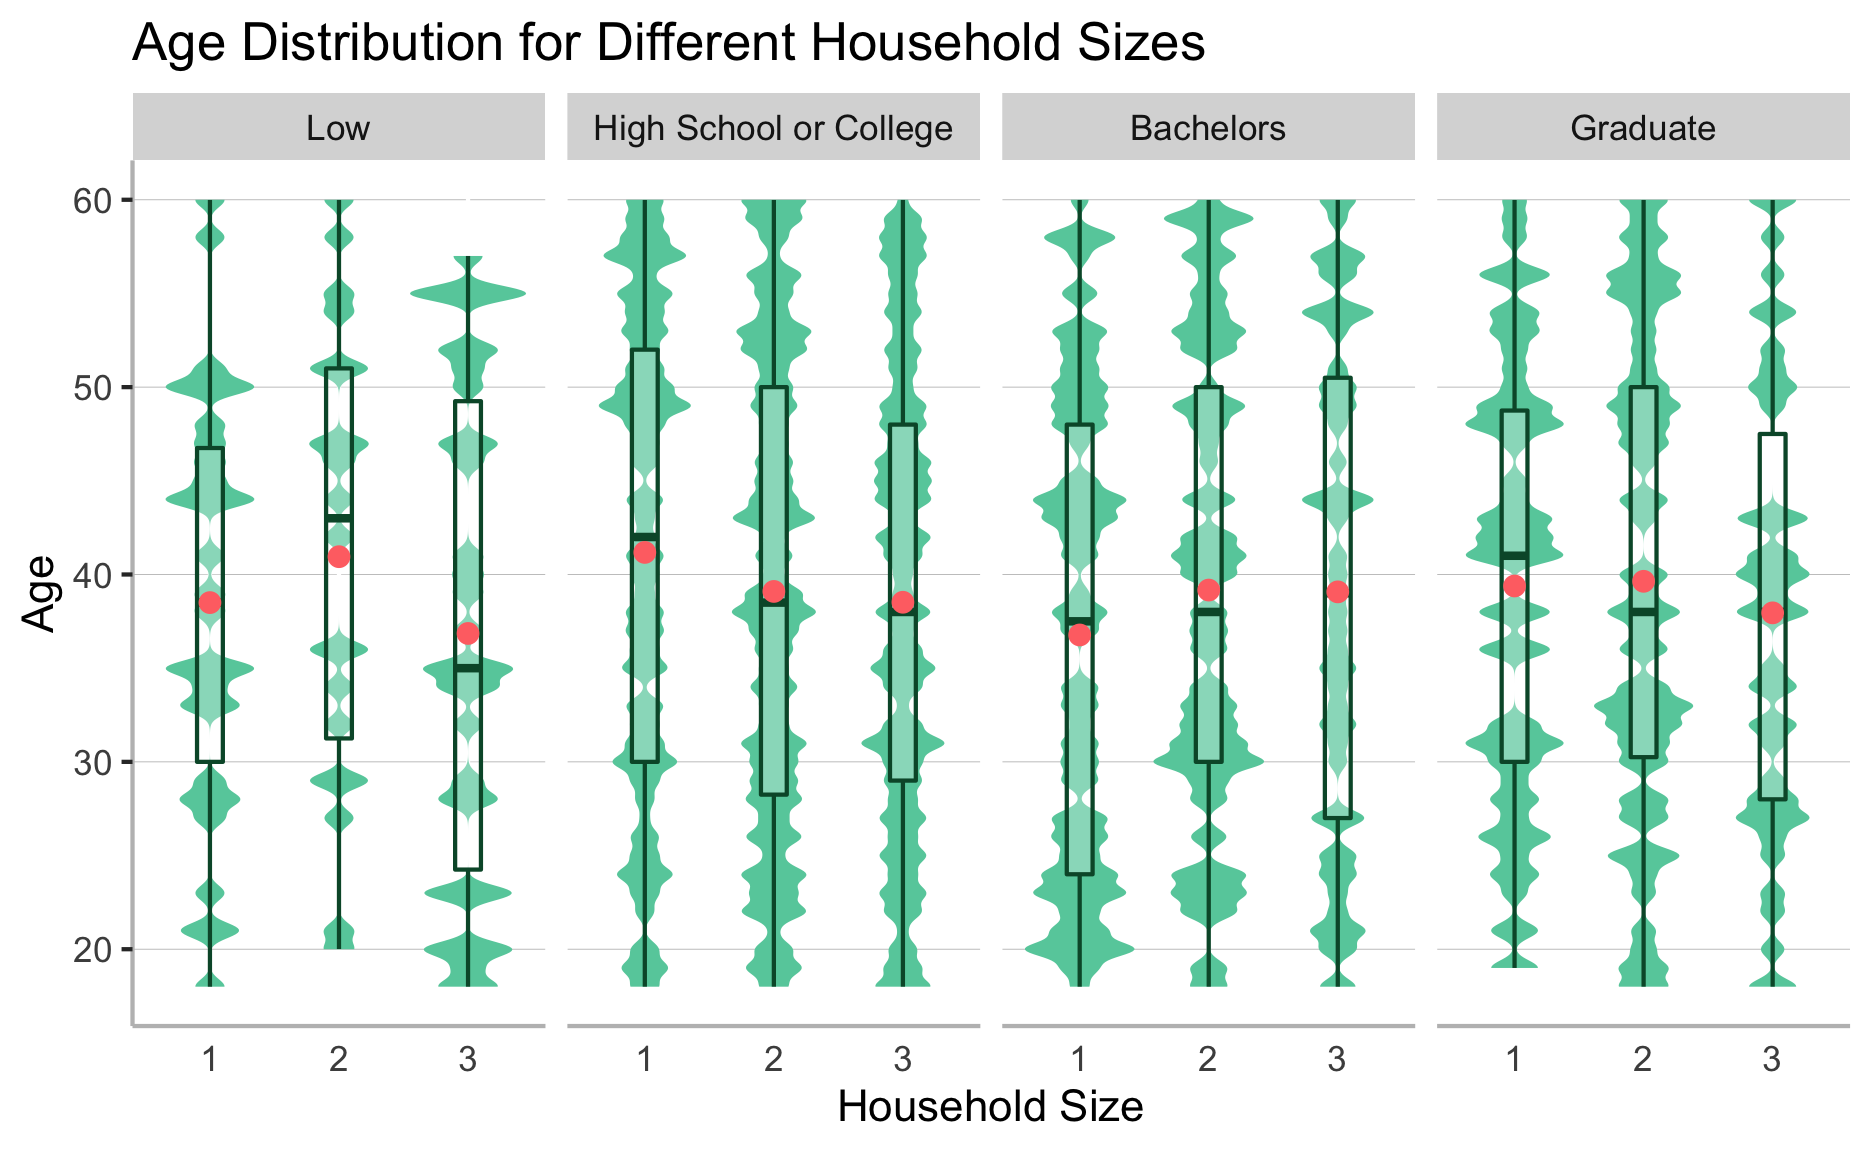 Age Distribution for Different Household Sizes
Low High School or College Bachelors Graduate
60
50
40
30
20
Age
1 2 3 1 2 3 1 2 3 1 2 3
Household Size